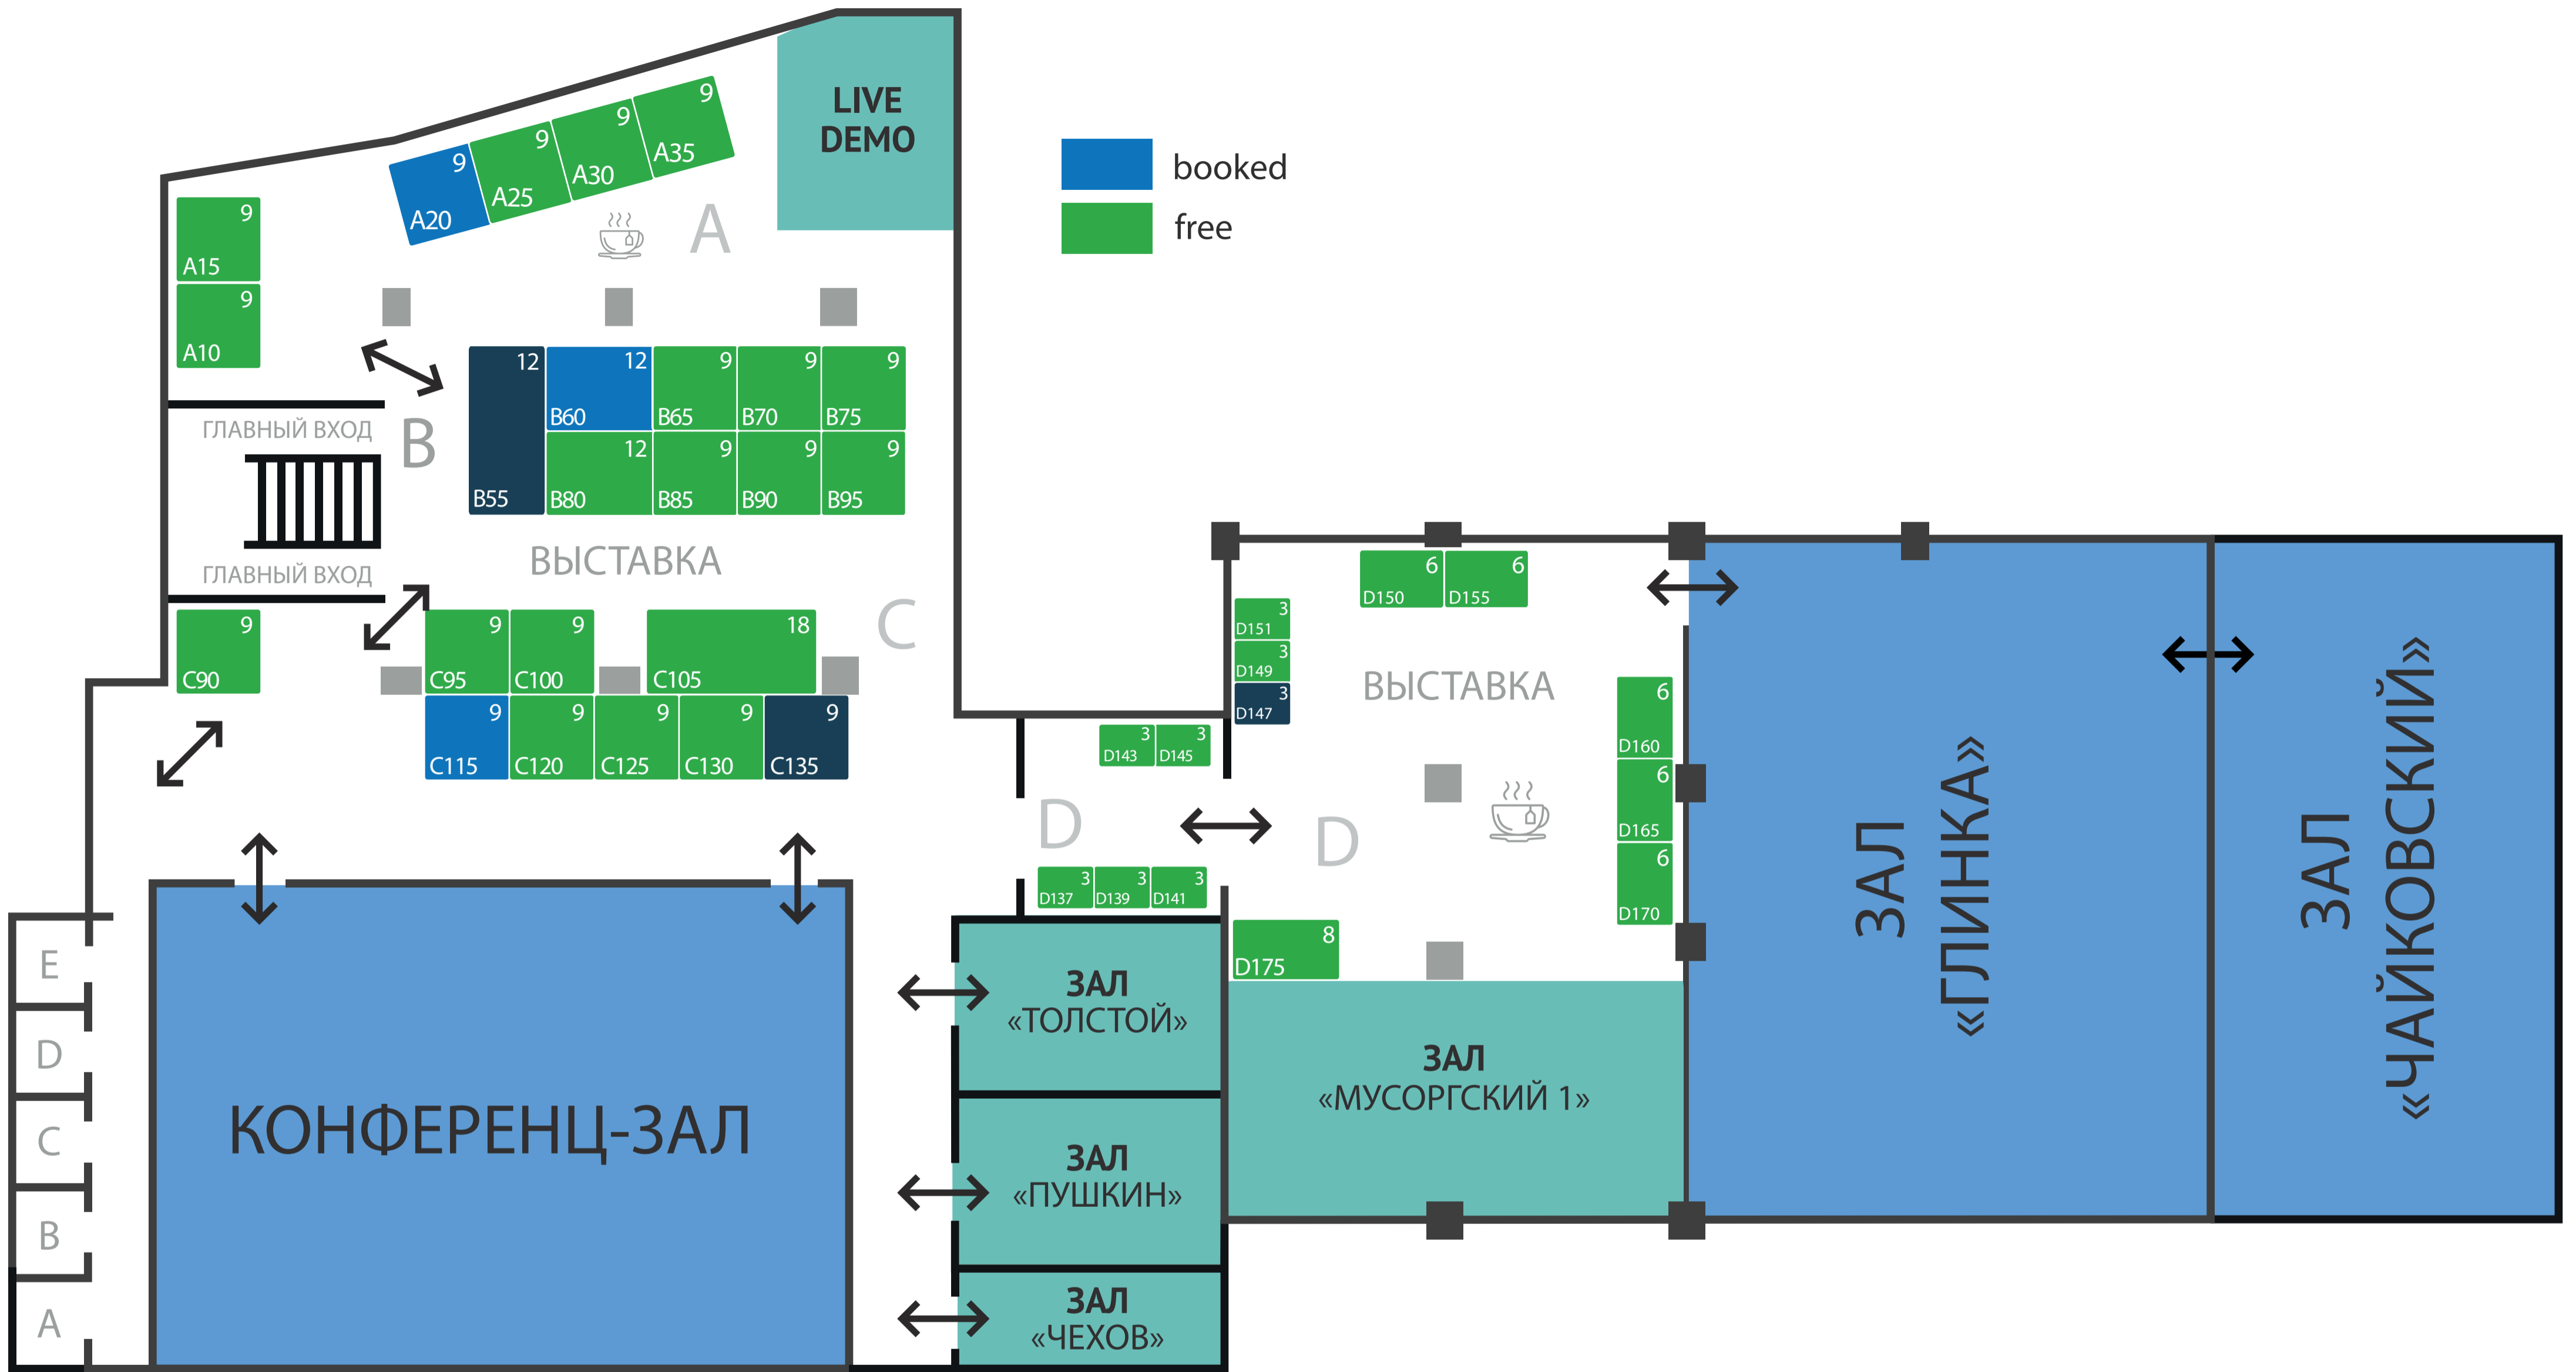 LIVE
DEMO
booked
free
9
A35
9
A30
9
A25
9
A20
A
9
A15
9
A10
12
B55
12
B60
9
B65
9
B70
9
B75
12
B80
9
B85
9
B90
9
B95
ГЛАВНЫЙ ВХОД
B
ГЛАВНЫЙ ВХОД
ВЫСТАВКА
C
9
C90
9
C95
9
C100
18
C105
9
C115
9
C120
9
C125
9
C130
9
C135
6
D150
6
D155
3
D151
3
D149
3
D147
ВЫСТАВКА
3
D143
3
D145
6
D160
6
D165
6
D170
D
D
3
D137
3
D139
3
D141
8
D175
ЗАЛ
«ГЛИНКА»
ЗАЛ
«ЧАЙКОВСКИЙ»
E
D
C
B
A
КОНФЕРЕНЦ-ЗАЛ
ЗАЛ
«ТОЛСТОЙ»
ЗАЛ
«ПУШКИН»
ЗАЛ
«ЧЕХОВ»
ЗАЛ
«МУСОРГСКИЙ 1»